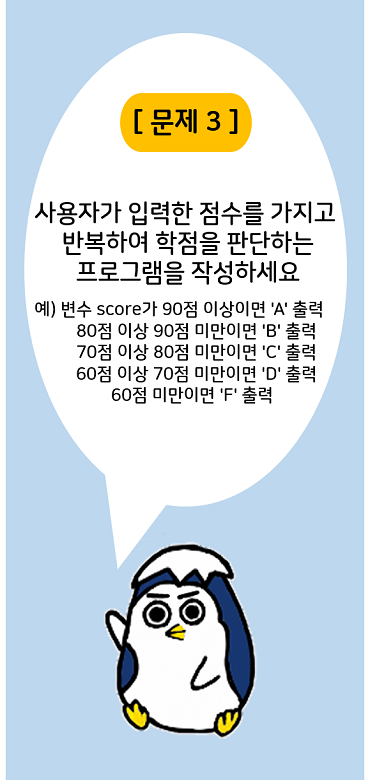 [ 문제 3 ]
사용자가 입력한 점수를 가지고
반복하여 학점을 판단하는
프로그램을 작성하세요
예) 변수 score가 90점 이상이면 'A' 출력
80점 이상 90점 미만이면 'B' 출력
70점 이상 80점 미만이면 'C' 출력
60점 이상 70점 미만이면 'D' 출력
60점 미만이면 'F' 출력